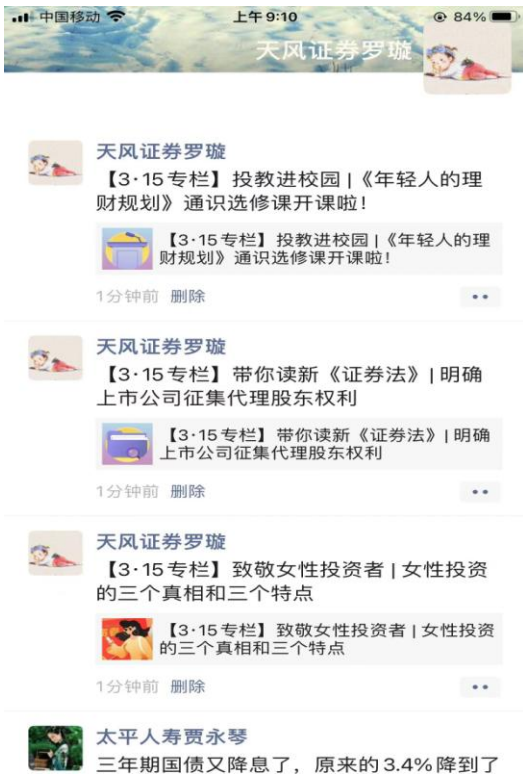 中国移动
上午9:10
84%
天风证券罗璇
天风证券罗璇
【3·15专栏】投教进校园|《年轻人的理
财规划》通识选修课开课啦!
【3·15专栏】投教进校园|《年轻人的理
财规划》通识选修课开课啦!
1分钟前 删除
天风证券罗璇
【3·15专栏】带你读新《证券法》|明确
上市公司征集代理股东权利
【3·15专栏】带你读新《证券法》|明确
上市公司征集代理股东权利
1分钟前 删除
天风证券罗璇
【3·15专栏】致敬女性投资者|女性投资
的三个真相和三个特点
【3·15专栏】致敬女性投资者|女性投资
的三个真相和三个特点
1分钟前 删除
太平人寿贾永琴
三年期国债又降息了，原来的3.4%降到了